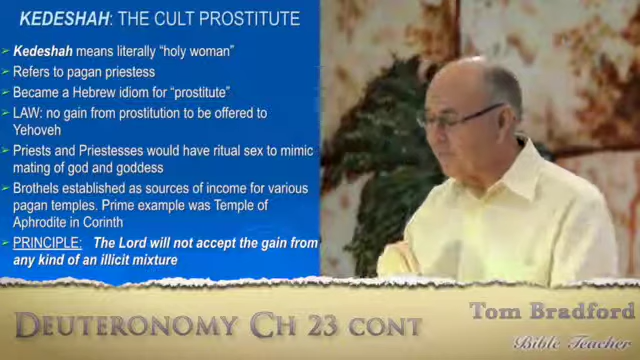 KEDESHAH: THE CULT PROSTITUTE
➢ Kedeshah means literally “holy woman”
➢ Refers to pagan priestess
➢ Became a Hebrew idiom for “prostitute”
➢ LAW: no gain from prostitution to be offered to
Yehoveh
➢ Priests and Priestesses would have ritual sex to mimic
mating of god and goddess
➢ Brothels established as sources of income for various
pagan temples. Prime example was Temple of
Aphrodite in Corinth
➢ PRINCIPLE: The Lord will not accept the gain from
any kind of an illicit mixture
Deuteronomy Ch 23 cont
Tom Bradford
Bible Teacher